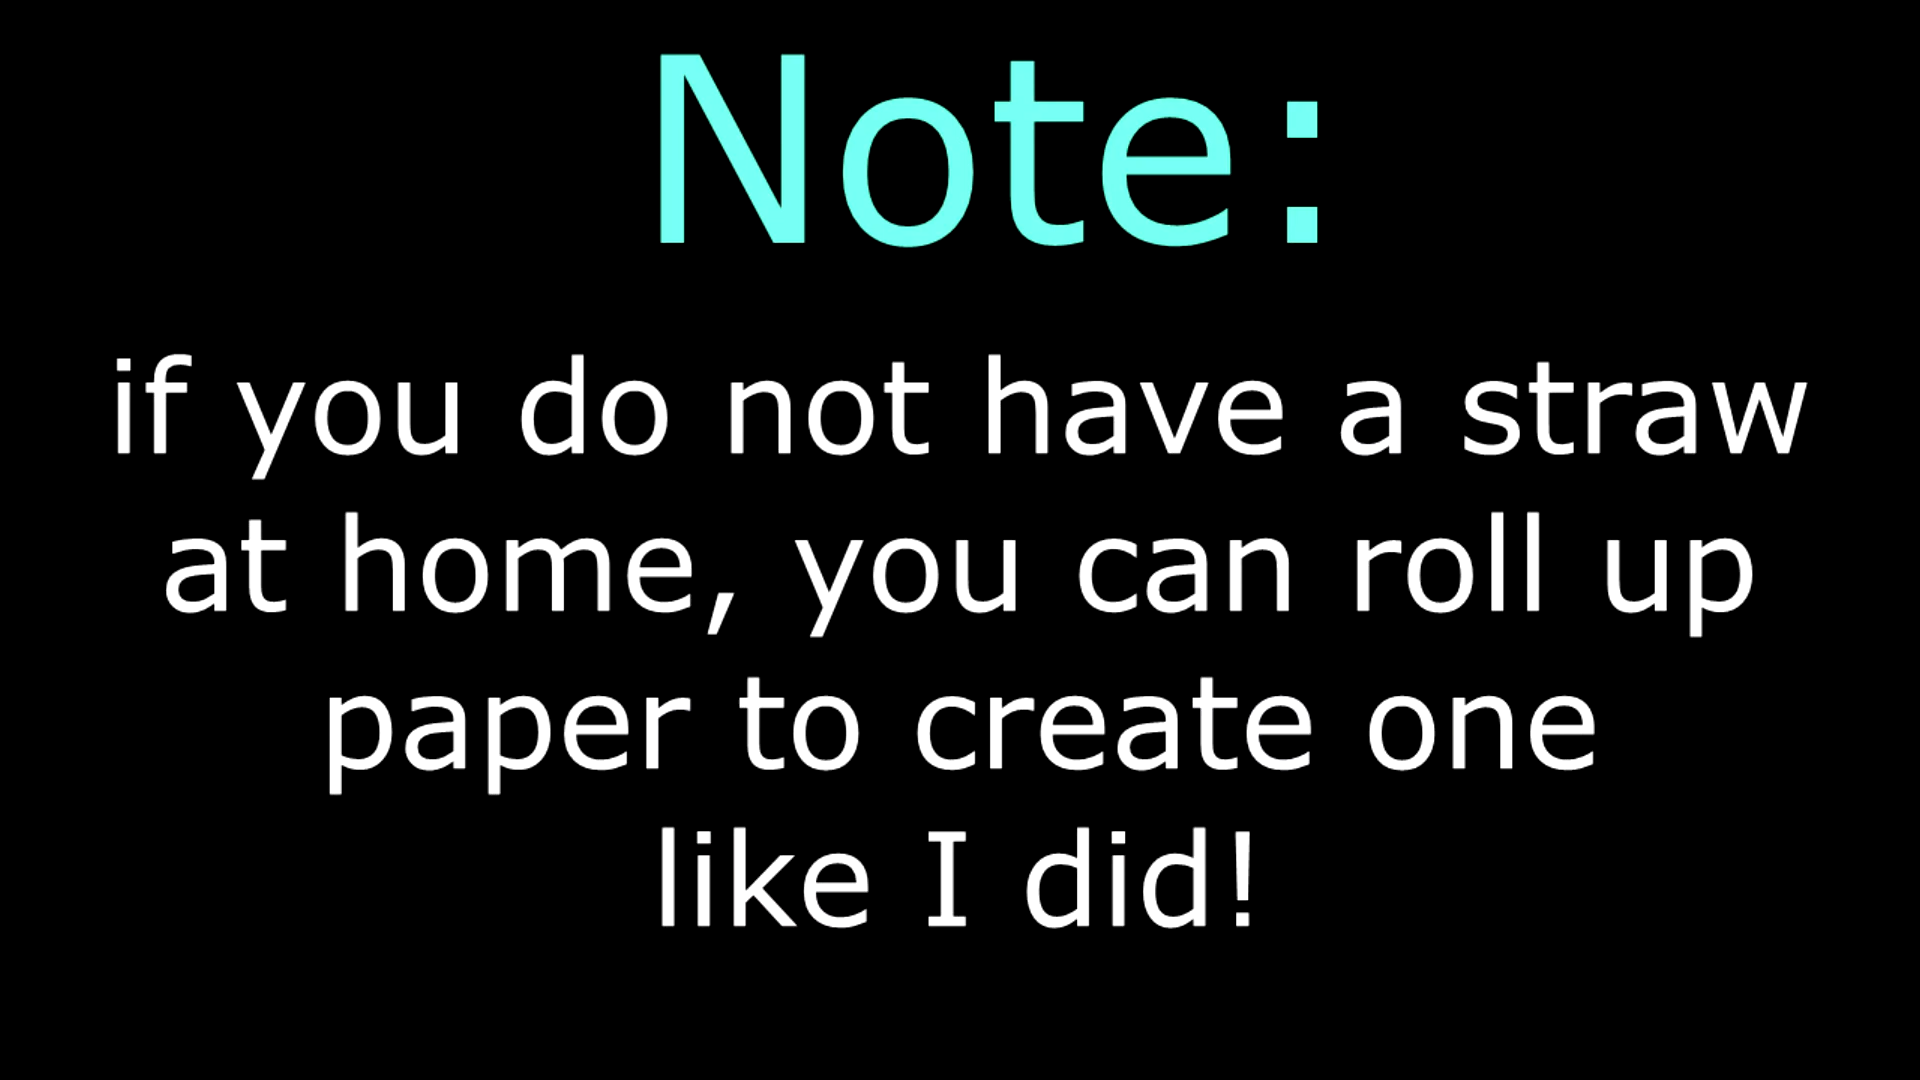 Note:
if you do not have a straw
at home, you can roll up
paper to create one
like I did!